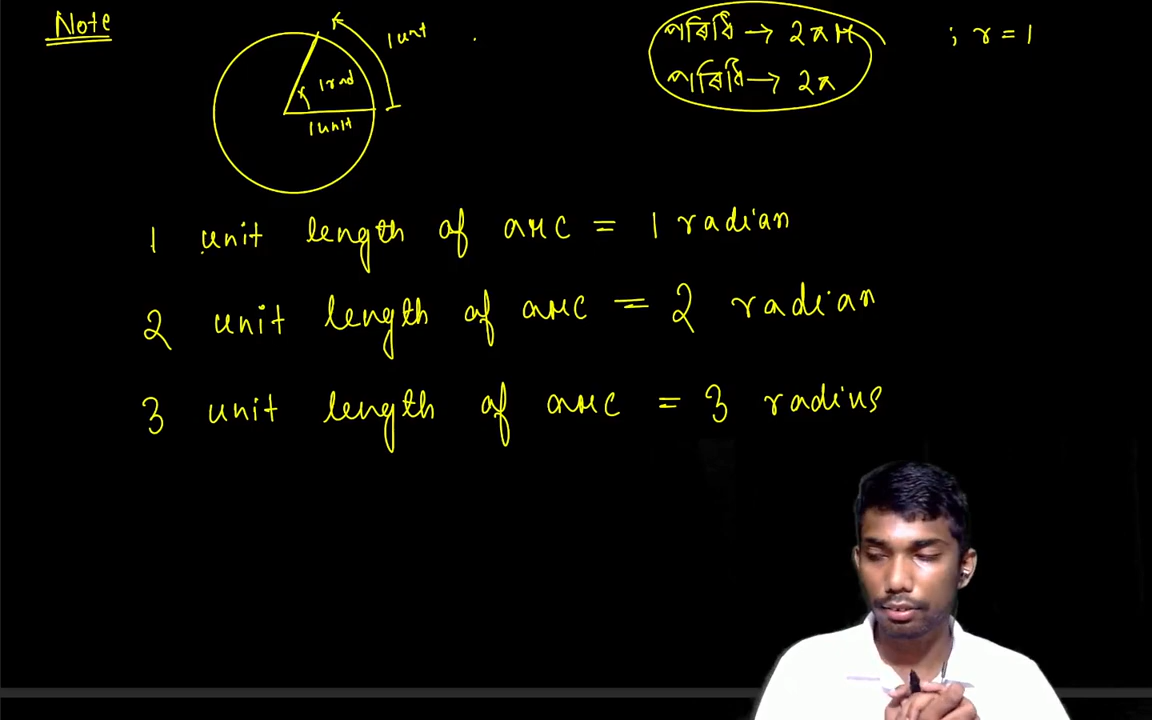 Note
1 unit
1 rad
1 unit
পৰিধি → 2πr ; r = 1
পৰিধি → 2π
1 unit length of arc = 1 radian
2 unit length of arc = 2 radian
3 unit length of arc = 3 radius